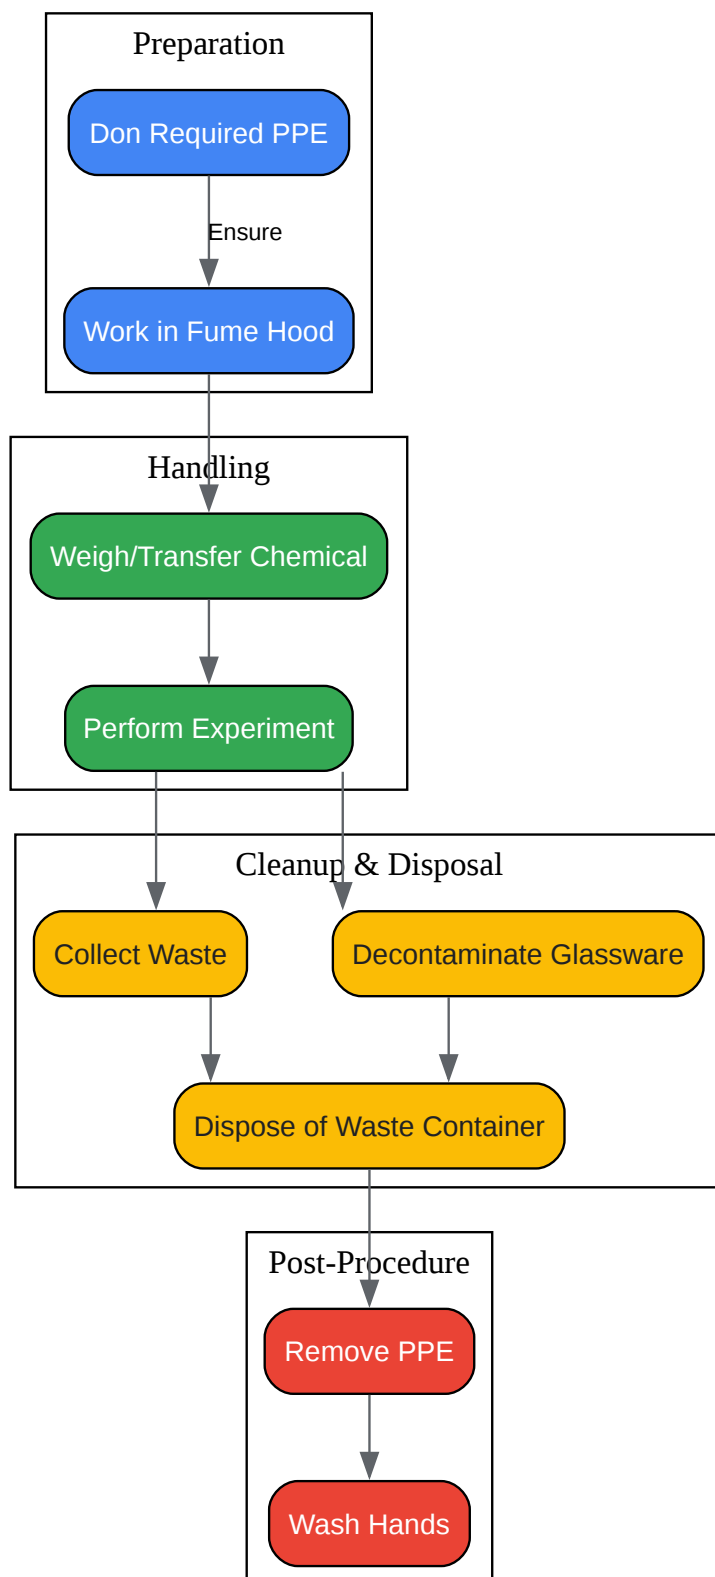 Preparation
Don Required PPE
Ensure
Work in Fume Hood
Handling
Weigh/Transfer Chemical
Perform Experiment
Cleanup & Disposal
Collect Waste
Decontaminate Glassware
Dispose of Waste Container
Post-Procedure
Remove PPE
Wash Hands